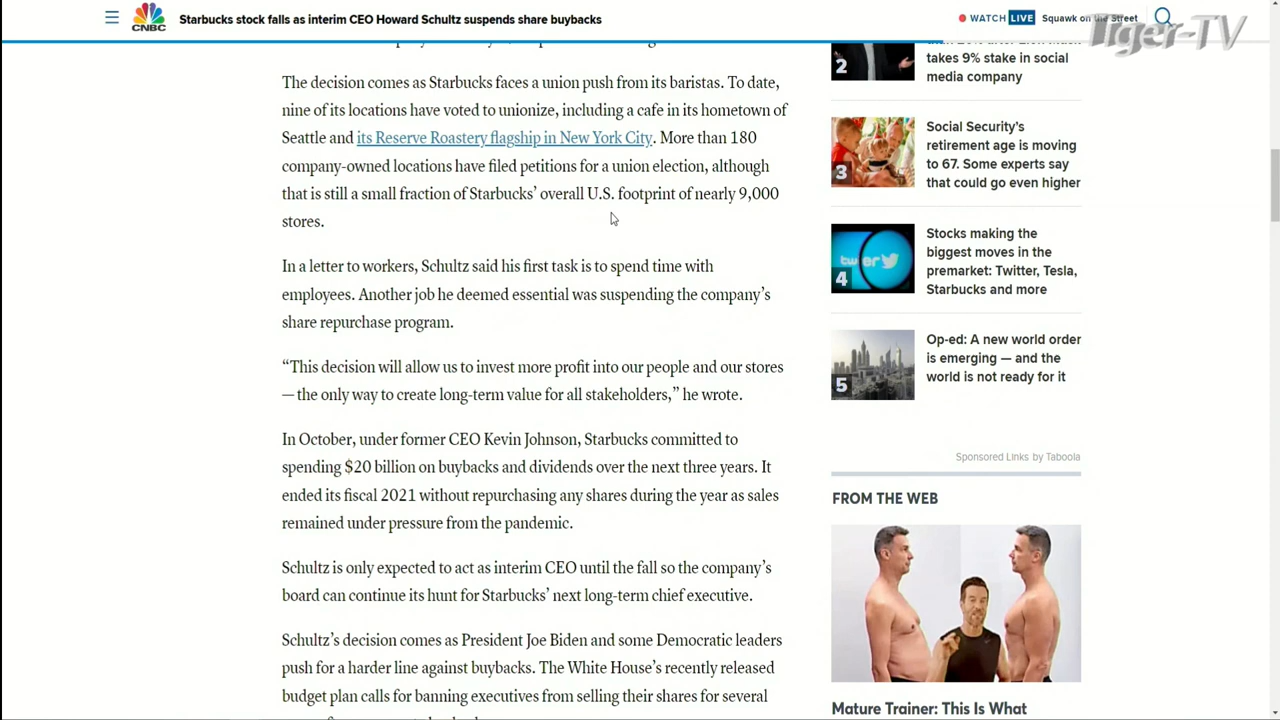 CNBC
Starbucks stock falls as interim CEO Howard Schultz suspends share buybacks
WATCH LIVE
Squawk on the Street
Tiger-TV
The decision comes as Starbucks faces a union push from its baristas. To date,
nine of its locations have voted to unionize, including a cafe in its hometown of
Seattle and its Reserve Roastery flagship in New York City. More than 180
company-owned locations have filed petitions for a union election, although
that is still a small fraction of Starbucks’ overall U.S. footprint of nearly 9,000
stores.
In a letter to workers, Schultz said his first task is to spend time with
employees. Another job he deemed essential was suspending the company’s
share repurchase program.
“This decision will allow us to invest more profit into our people and our stores
— the only way to create long-term value for all stakeholders,” he wrote.
In October, under former CEO Kevin Johnson, Starbucks committed to
spending $20 billion on buybacks and dividends over the next three years. It
ended its fiscal 2021 without repurchasing any shares during the year as sales
remained under pressure from the pandemic.
Schultz is only expected to act as interim CEO until the fall so the company’s
board can continue its hunt for Starbucks’ next long-term chief executive.
Schultz’s decision comes as President Joe Biden and some Democratic leaders
push for a harder line against buybacks. The White House’s recently released
budget plan calls for banning executives from selling their shares for several
2
takes 9% stake in social
media company
3
Social Security’s
retirement age is moving
to 67. Some experts say
that could go even higher
4
Stocks making the
biggest moves in the
premarket: Twitter, Tesla,
Starbucks and more
5
Op-ed: A new world order
is emerging — and the
world is not ready for it
Sponsored Links by Taboola
FROM THE WEB
Mature Trainer: This Is What